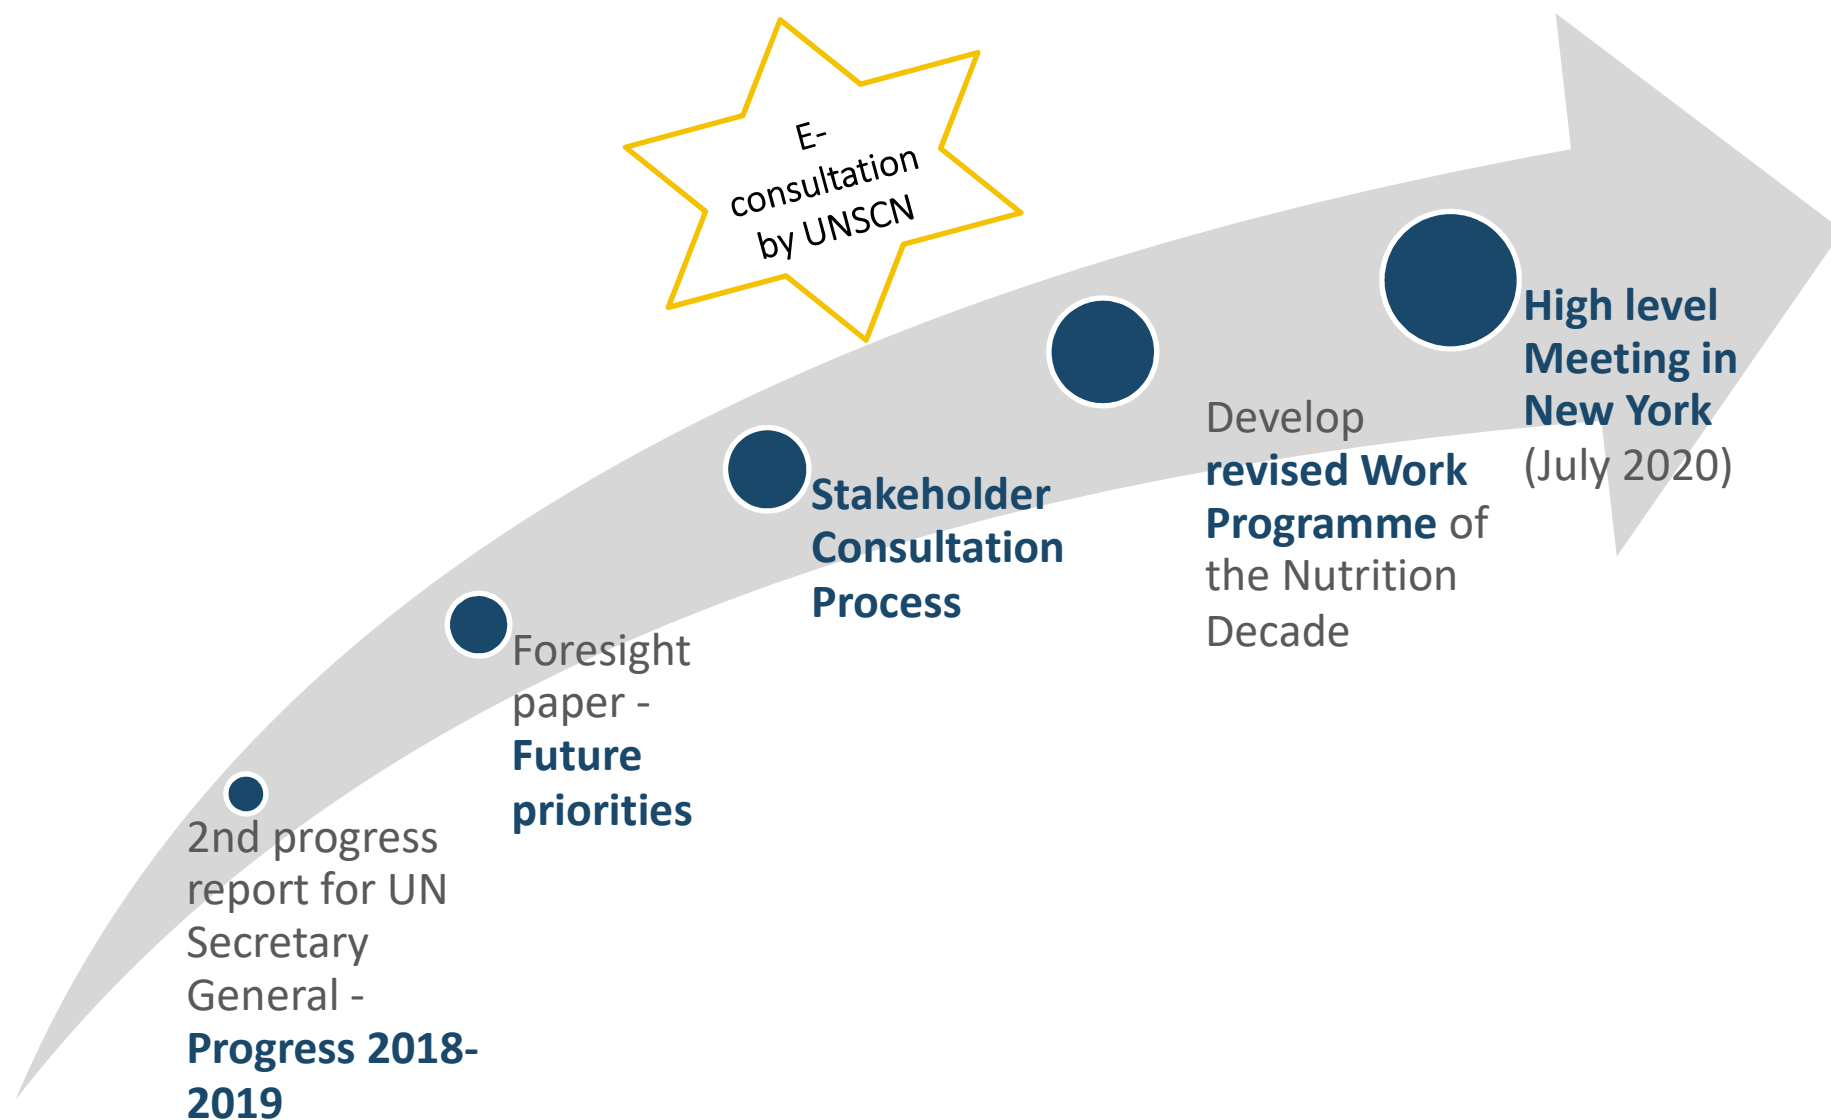 E-
consultation
by UNSCN
2nd progress
report for UN
Secretary
General -
Progress 2018-
2019
Foresight
paper -
Future
priorities
Stakeholder
Consultation
Process
Develop
revised Work
Programme of
the Nutrition
Decade
High level
Meeting in
New York
(July 2020)